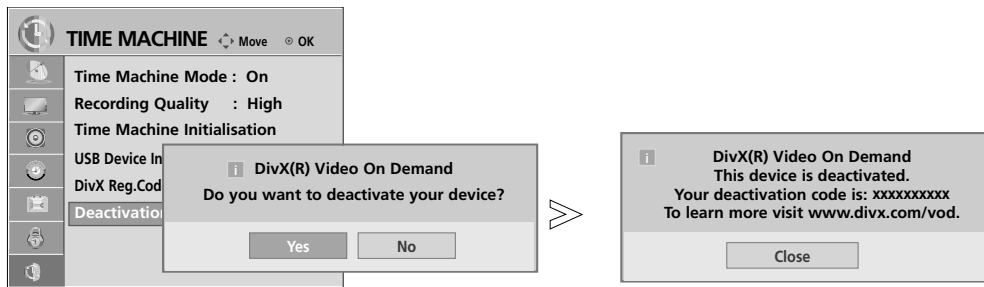 TIME MACHINE Move OK
Time Machine Mode : On
Recording Quality : High
Time Machine Initialisation
USB Device In
DivX Reg.Cod
Deactivation
i DivX(R) Video On Demand
Do you want to deactivate your device?
Yes No
i DivX(R) Video On Demand
This device is deactivated.
Your deactivation code is: xxxxxxxxxx
To learn more visit www.divx.com/vod.
Close